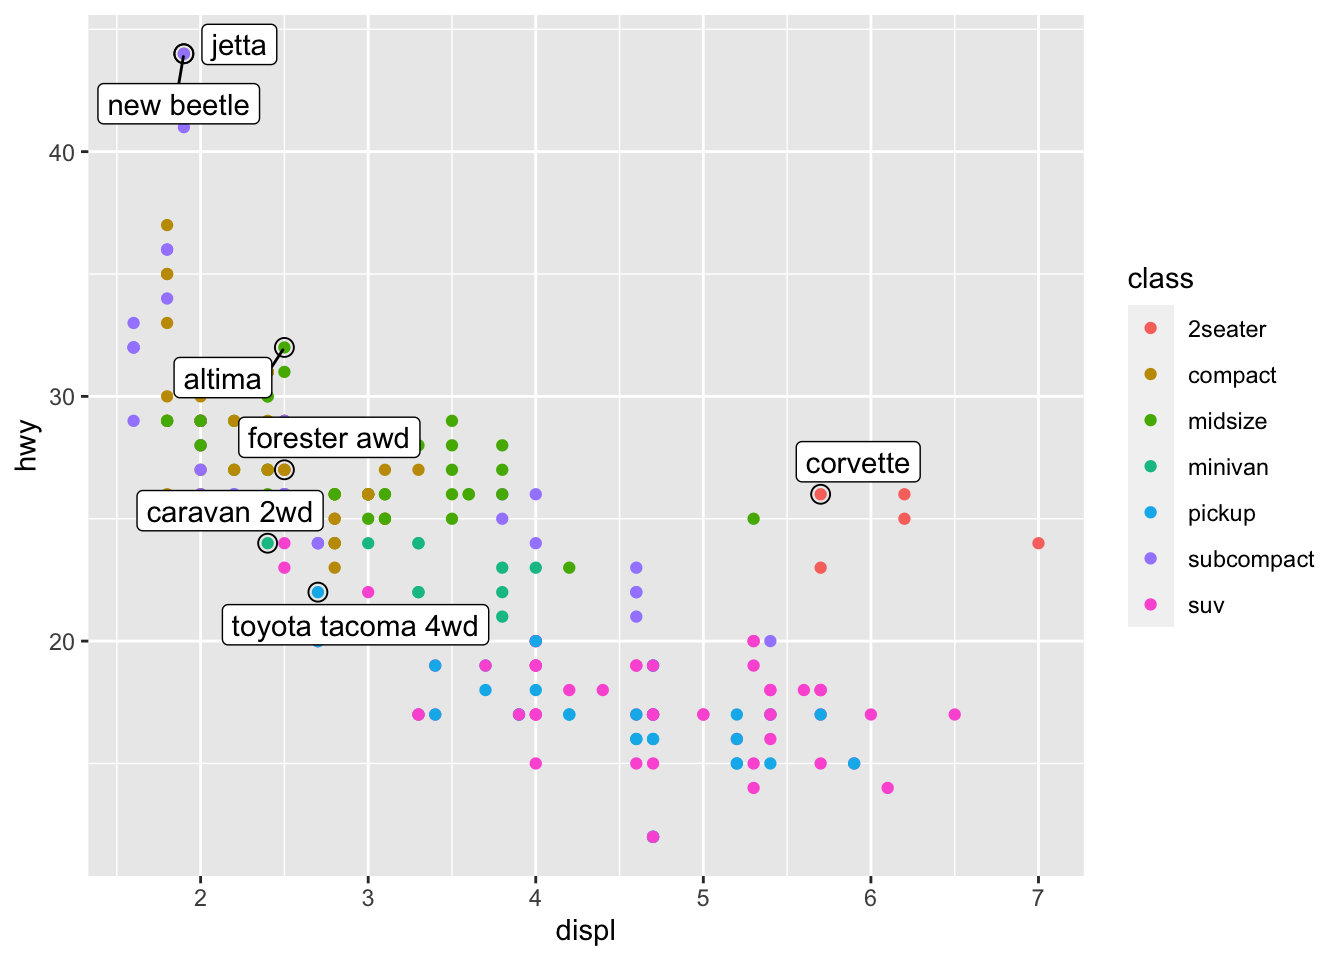 jetta
new beetle
40
altima
30
forester awd
corvette
caravan 2wd
toyota tacoma 4wd
20
hwy
2 3 4 5 6 7
displ
class
2seater
compact
midsize
minivan
pickup
subcompact
suv